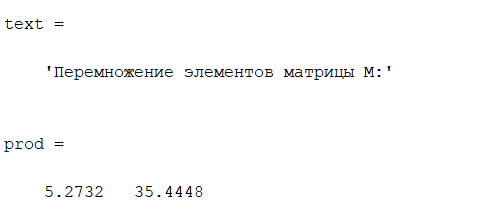 text =
'Перемножение элементов матрицы М:'
prod =
5.2732 35.4448